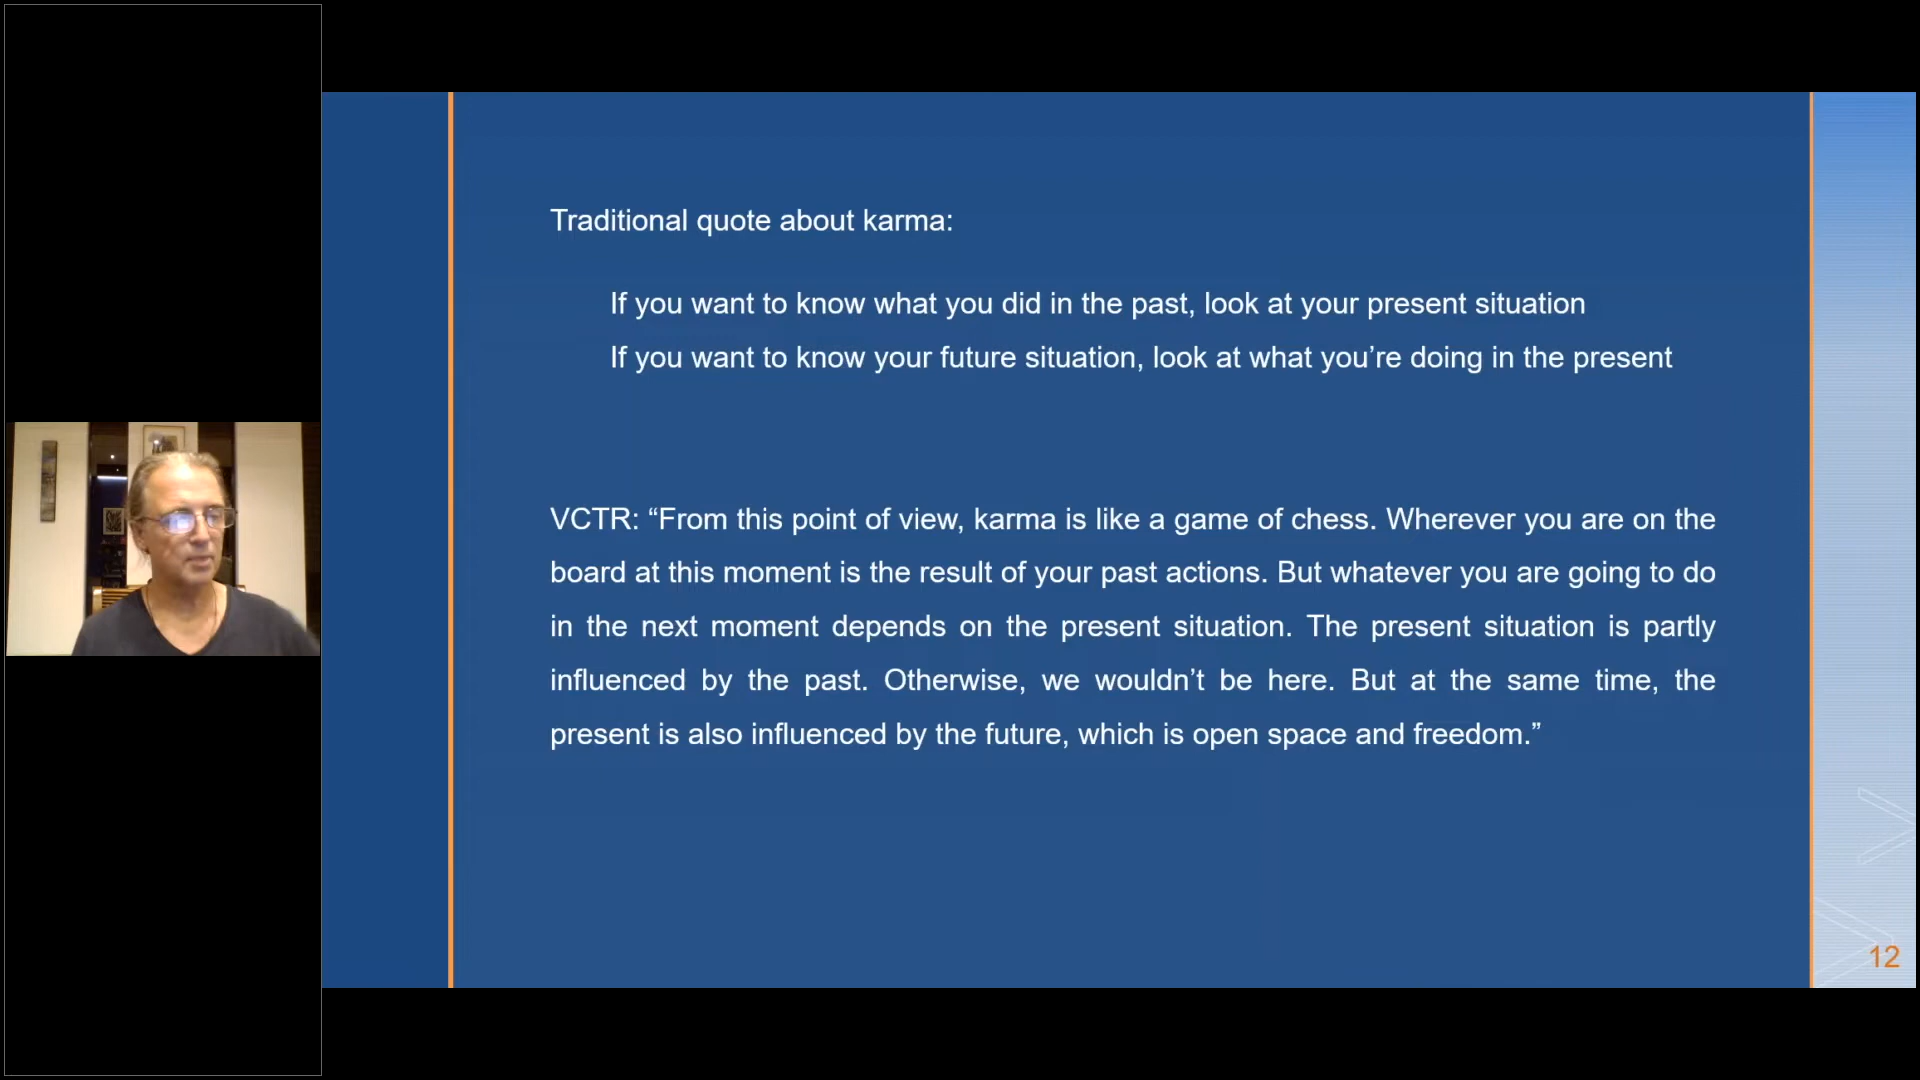 Traditional quote about karma:
If you want to know what you did in the past, look at your present situation
If you want to know your future situation, look at what you’re doing in the present
VCTR: “From this point of view, karma is like a game of chess. Wherever you are on the
board at this moment is the result of your past actions. But whatever you are going to do
in the next moment depends on the present situation. The present situation is partly
influenced by the past. Otherwise, we wouldn’t be here. But at the same time, the
present is also influenced by the future, which is open space and freedom.”
12